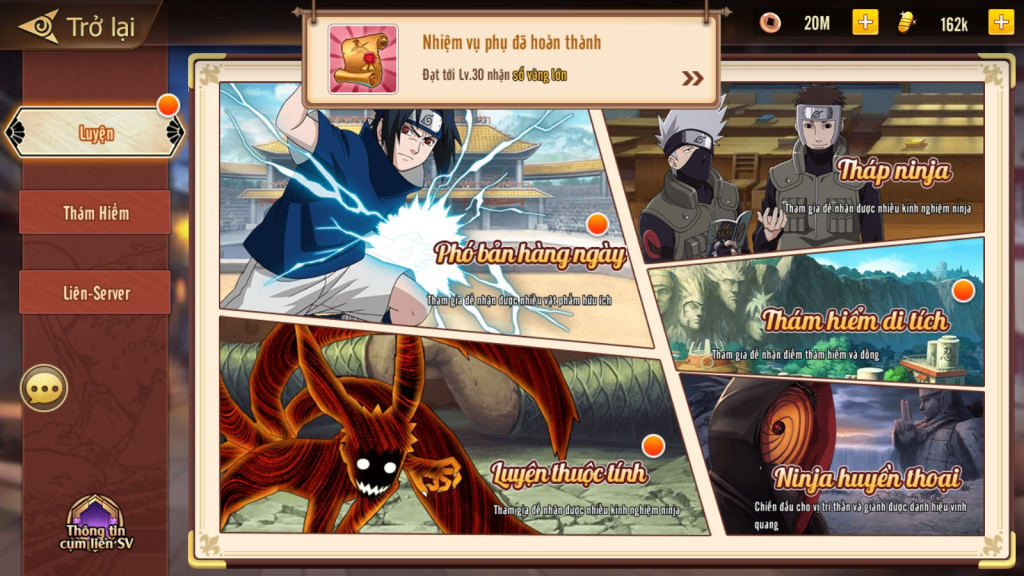 Trở lại
Nhiệm vụ phụ đã hoàn thành
Đạt tới Lv.30 nhận sổ vàng lớn
20M
162k
Luyện
Thám Hiểm
Liên-Server
Thông tin
cụm liên SV
Phó bản hàng ngày
Tham gia để nhận được nhiều vật phẩm hữu ích
Tháp ninja
Tham gia để nhận được nhiều kinh nghiệm ninja
Thám hiểm di tích
Tham gia để nhận điểm thám hiểm và đồng
Luyện thuộc tính
Tham gia để nhận được nhiều kinh nghiệm ninja
Ninja huyền thoại
Chiến đấu cho vị trí thần và giành được danh hiệu vinh
quang